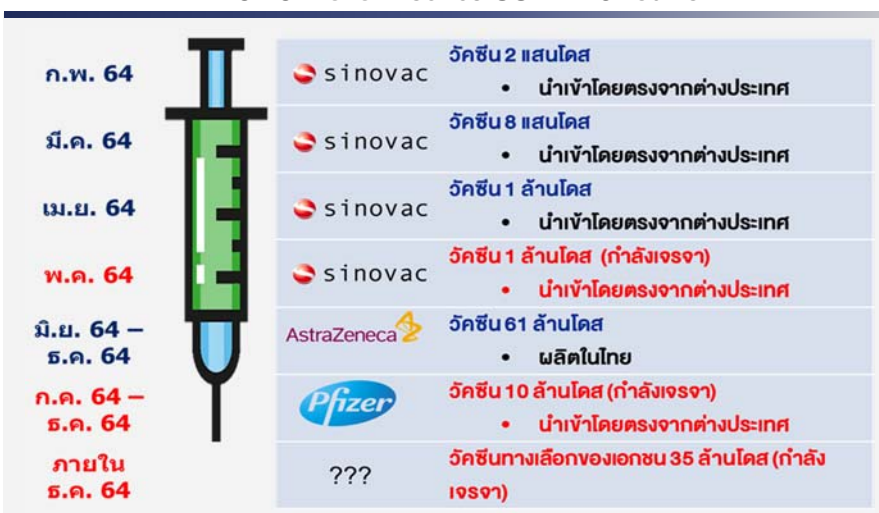 ก.พ. 64
sinovac
วัคซีน 2 แสนโดส
• นำเข้าโดยตรงจากต่างประเทศ
มี.ค. 64
sinovac
วัคซีน 8 แสนโดส
• นำเข้าโดยตรงจากต่างประเทศ
เม.ย. 64
sinovac
วัคซีน 1 ล้านโดส
• นำเข้าโดยตรงจากต่างประเทศ
พ.ค. 64
sinovac
วัคซีน 1 ล้านโดส (กำลังเจรจา)
• นำเข้าโดยตรงจากต่างประเทศ
มิ.ย. 64 –
ธ.ค. 64
AstraZeneca
วัคซีน 61 ล้านโดส
• ผลิตในไทย
ก.ค. 64 –
ธ.ค. 64
Pfizer
วัคซีน 10 ล้านโดส (กำลังเจรจา)
• นำเข้าโดยตรงจากต่างประเทศ
ภายใน
ธ.ค. 64
???
วัคซีนทางเลือกของเอกชน 35 ล้านโดส (กำลัง
เจรจา)